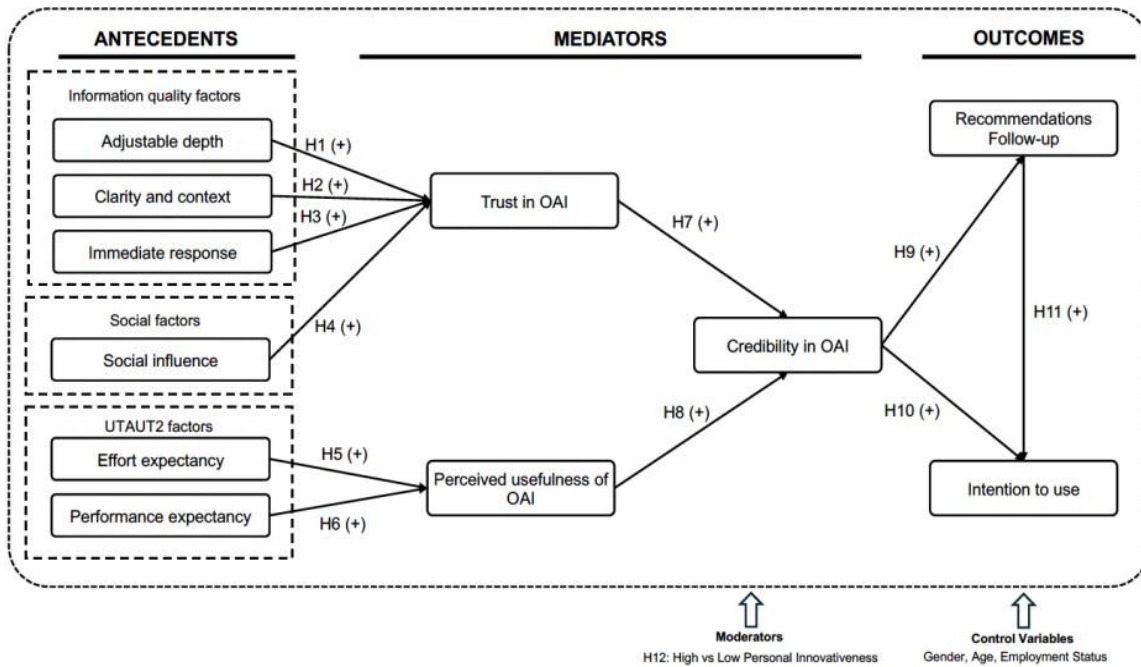 ANTECEDENTS
MEDIATORS
OUTCOMES
Information quality factors
Adjustable depth
Clarity and context
Immediate response
H1 (+)
H2 (+)
H3 (+)
Trust in OAI
H7 (+)
Recommendations
Follow-up
H9 (+)
Social factors
Social influence
H4 (+)
Credibility in OAI
H11 (+)
H8 (+)
H10 (+)
UTAUT2 factors
Effort expectancy
Performance expectancy
H5 (+)
H6 (+)
Perceived usefulness of
OAI
Intention to use
Moderators
H12: High vs Low Personal Innovativeness
Control Variables
Gender, Age, Employment Status